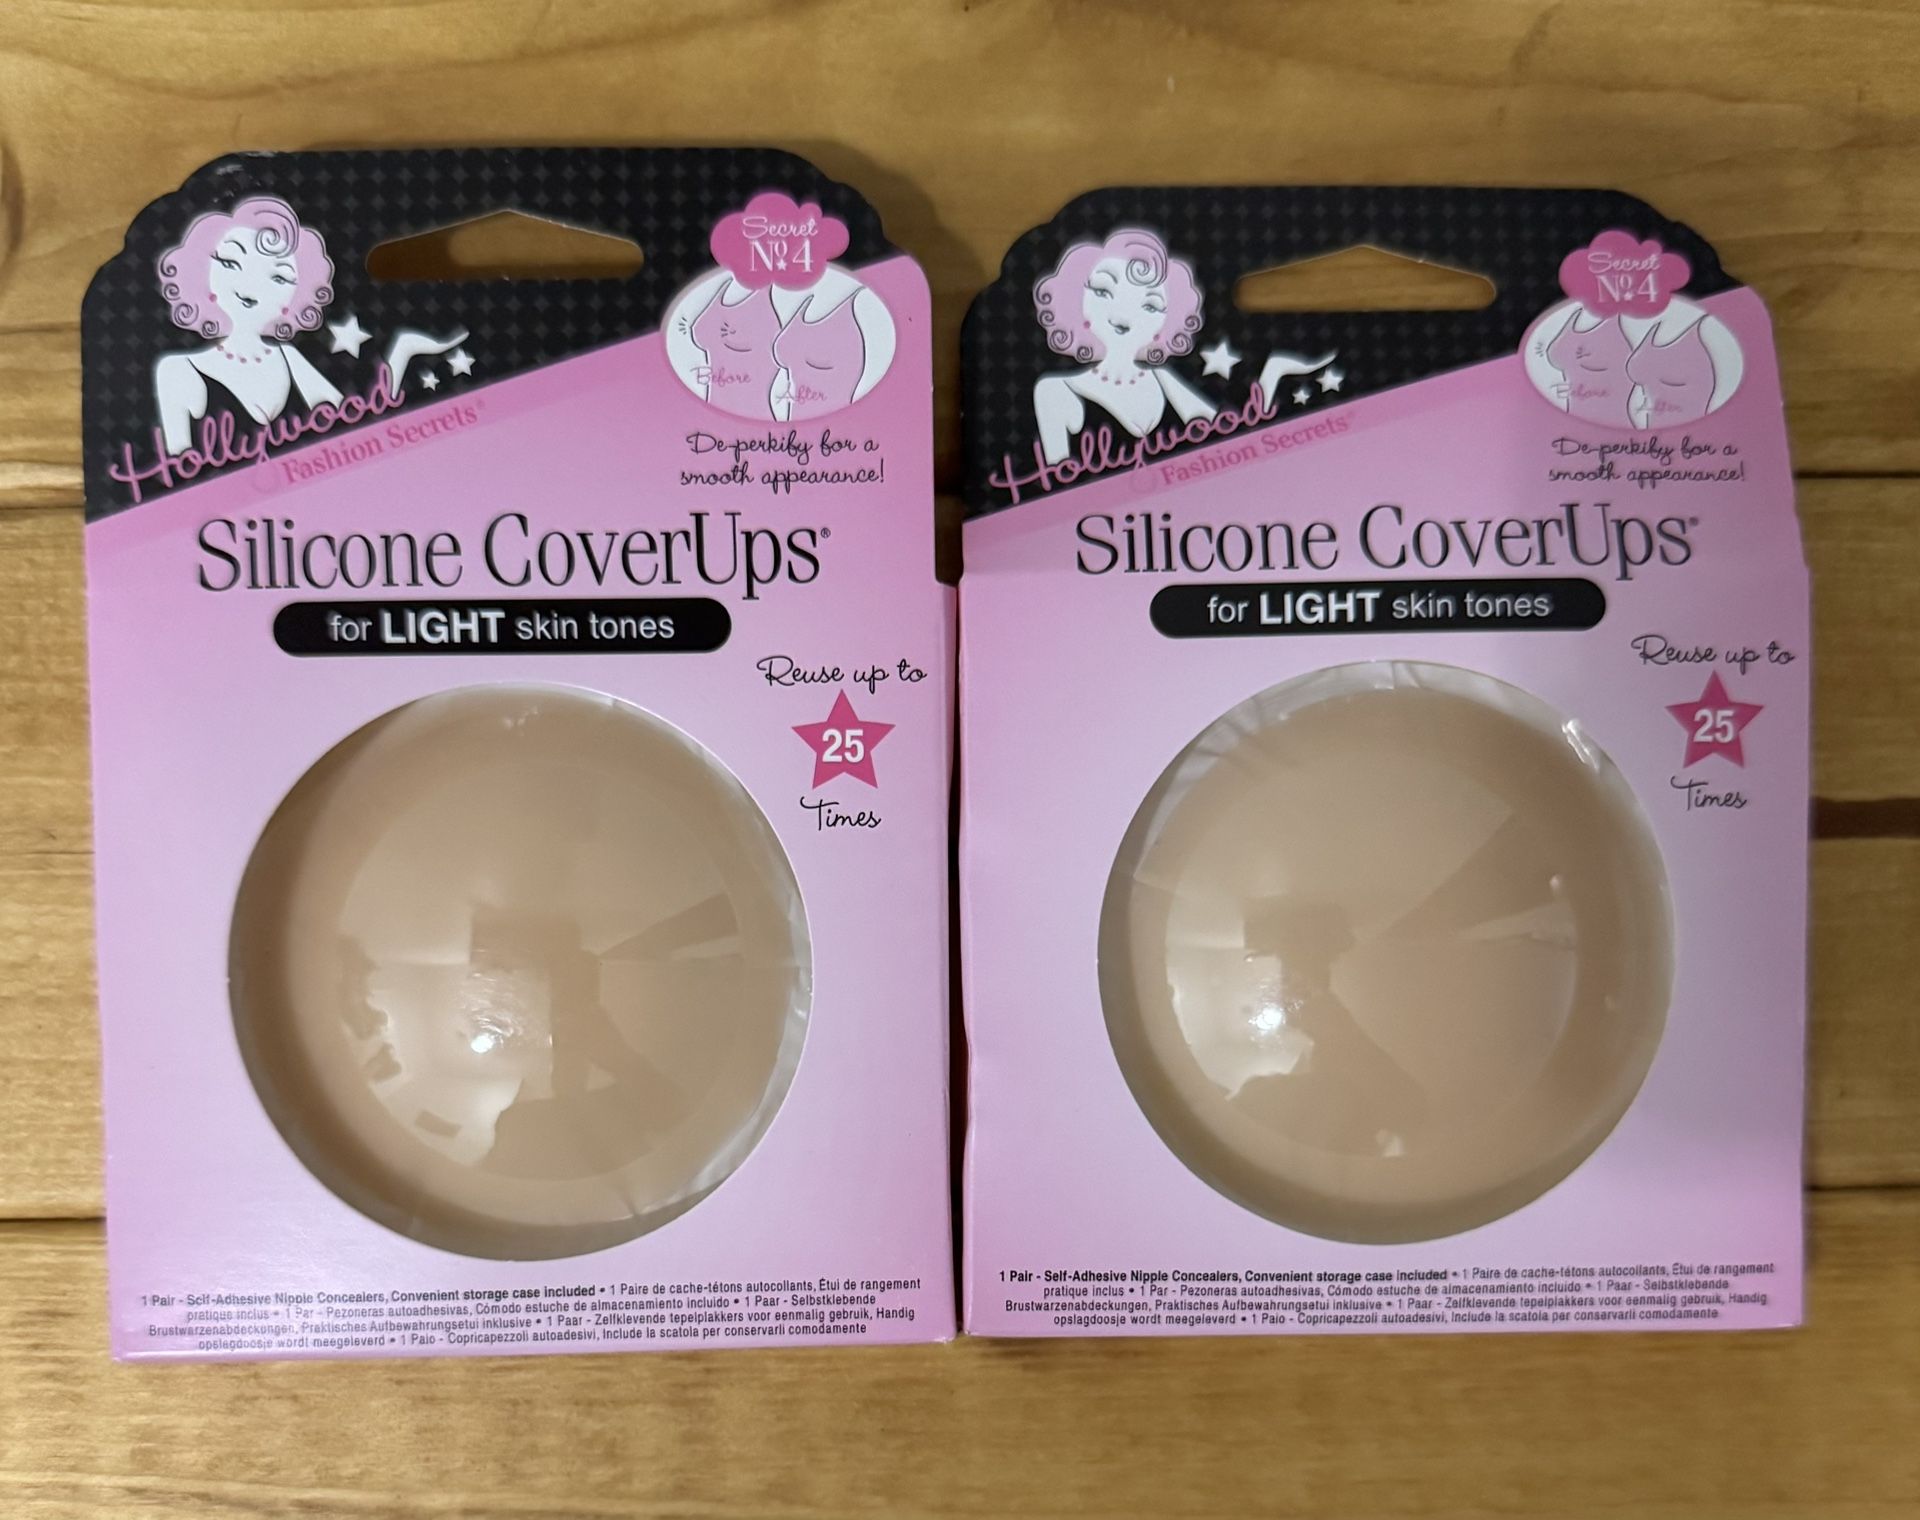 Secret
Nº 4
Before
After
Hollywood
Fashion Secrets®
De-perkify for a
smooth appearance!
Silicone CoverUps®
for LIGHT skin tones
Reuse up to
25
Times
1 Pair - Self-Adhesive Nipple Concealers, Convenient storage case included • 1 Paire de cache-tétons autocollants, Étui de rangement
pratique inclus • 1 Par - Pezoneras autoadhesivas, Cómodo estuche de almacenamiento incluido • 1 Paar - Selbstklebende
Brustwarzenabdeckungen, Praktisches Aufbewahrungsetui inklusive • 1 Paar - Zelfklevende tepelplakkers voor eenmalig gebruik, Handig
opslagdoosje wordt meegeleverd • 1 Paio - Copricapezzoli autoadesivi, Include la scatola per conservarli comodamente
Secret
Nº 4
Before
After
Hollywood
Fashion Secrets®
De-perkify for a
smooth appearance!
Silicone CoverUps®
for LIGHT skin tones
Reuse up to
25
Times
1 Pair - Self-Adhesive Nipple Concealers, Convenient storage case included • 1 Paire de cache-tétons autocollants, Étui de rangement
pratique inclus • 1 Par - Pezoneras autoadhesivas, Cómodo estuche de almacenamiento incluido • 1 Paar - Selbstklebende
Brustwarzenabdeckungen, Praktisches Aufbewahrungsetui inklusive • 1 Paar - Zelfklevende tepelplakkers voor eenmalig gebruik, Handig
opslagdoosje wordt meegeleverd • 1 Paio - Copricapezzoli autoadesivi, Include la scatola per conservarli comodamente